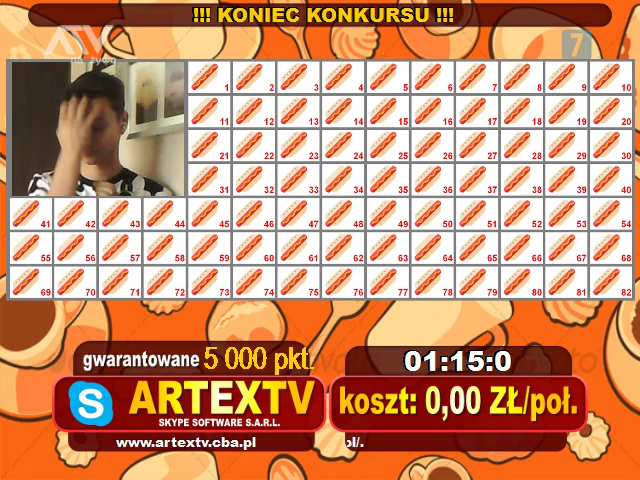 !!! KONIEC KONKURSU !!!
ATV
na żywo
7
1 2 3 4 5 6 7 8 9 10
11 12 13 14 15 16 17 18 19 20
21 22 23 24 25 26 27 28 29 30
31 32 33 34 35 36 37 38 39 40
41 42 43 44 45 46 47 48 49 50 51 52 53 54
55 56 57 58 59 60 61 62 63 64 65 66 67 68
69 70 71 72 73 74 75 76 77 78 79 80 81 82
gwarantowane 5 000 pkt.
01:15:0
S ARTEXTV
SKYPE SOFTWARE S.A.R.L.
koszt: 0,00 ZŁ/poł.
www.artextv.cba.pl
pl/.